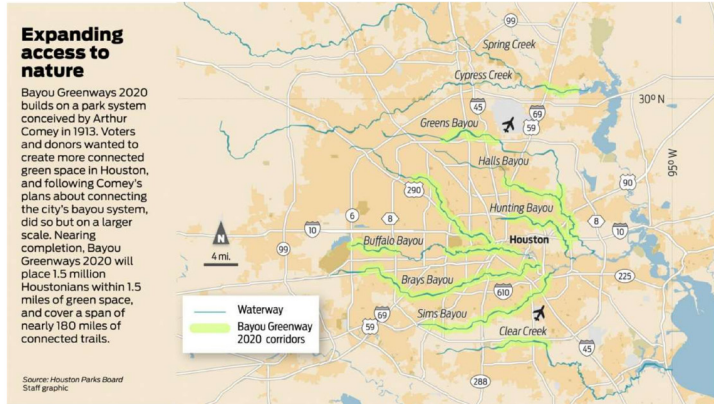 Expanding
access to
nature
Bayou Greenways 2020
builds on a park system
conceived by Arthur
Comey in 1913. Voters
and donors wanted to
create more connected
green space in Houston,
and following Comey's
plans about connecting
the city's bayou system,
did so but on a larger
scale. Nearing
completion, Bayou
Greenways 2020 will
place 1.5 million
Houstonians within 1.5
miles of green space,
and cover a span of
nearly 180 miles of
connected trails.
Source: Houston Parks Board
Staff graphic
99
Spring Creek
Cypress Creek
30º N
45
69
59
Greens Bayou
Halls Bayou
95º W
290
90
Hunting Bayou
6
8
8
10
10
N
4 mi.
99
Buffalo Bayou
Houston
Brays Bayou
225
610
Waterway
Bayou Greenway
2020 corridors
69
59
Sims Bayou
Clear Creek
45
288